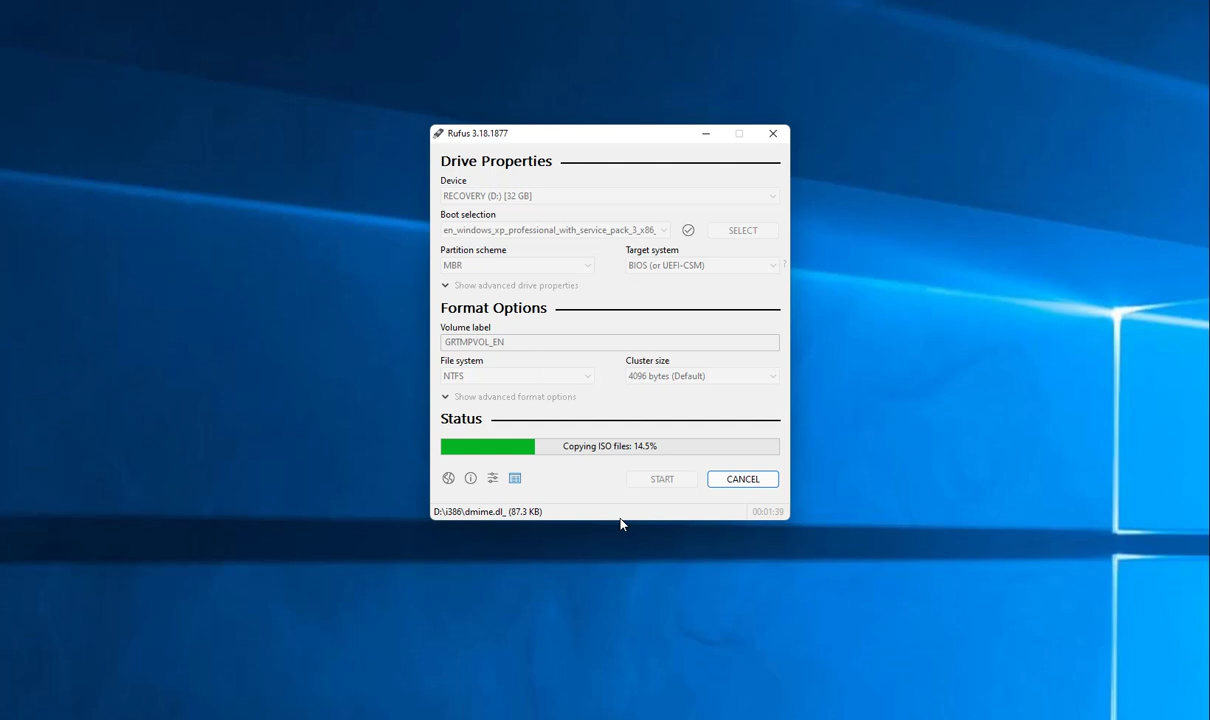 Rufus 3.18.1877
Drive Properties
Device
RECOVERY (D:) [32 GB]
Boot selection
en_windows_xp_professional_with_service_pack_3_x86_
SELECT
Partition scheme
Target system
MBR
BIOS (or UEFI-CSM)
?
Show advanced drive properties
Format Options
Volume label
GRTMPVOL_EN
File system
Cluster size
NTFS
4096 bytes (Default)
Show advanced format options
Status
Copying ISO files: 14.5%
START
CANCEL
D:\i386\dmime.dl_ (87.3 KB)
00:01:39